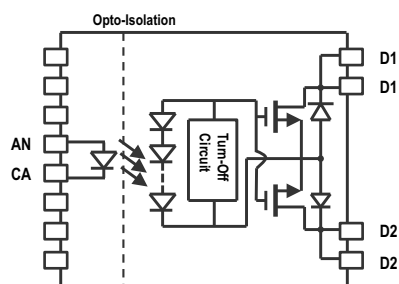 Opto-Isolation
D1
D1
AN
CA
Turn-Off
Circuit
D2
D2